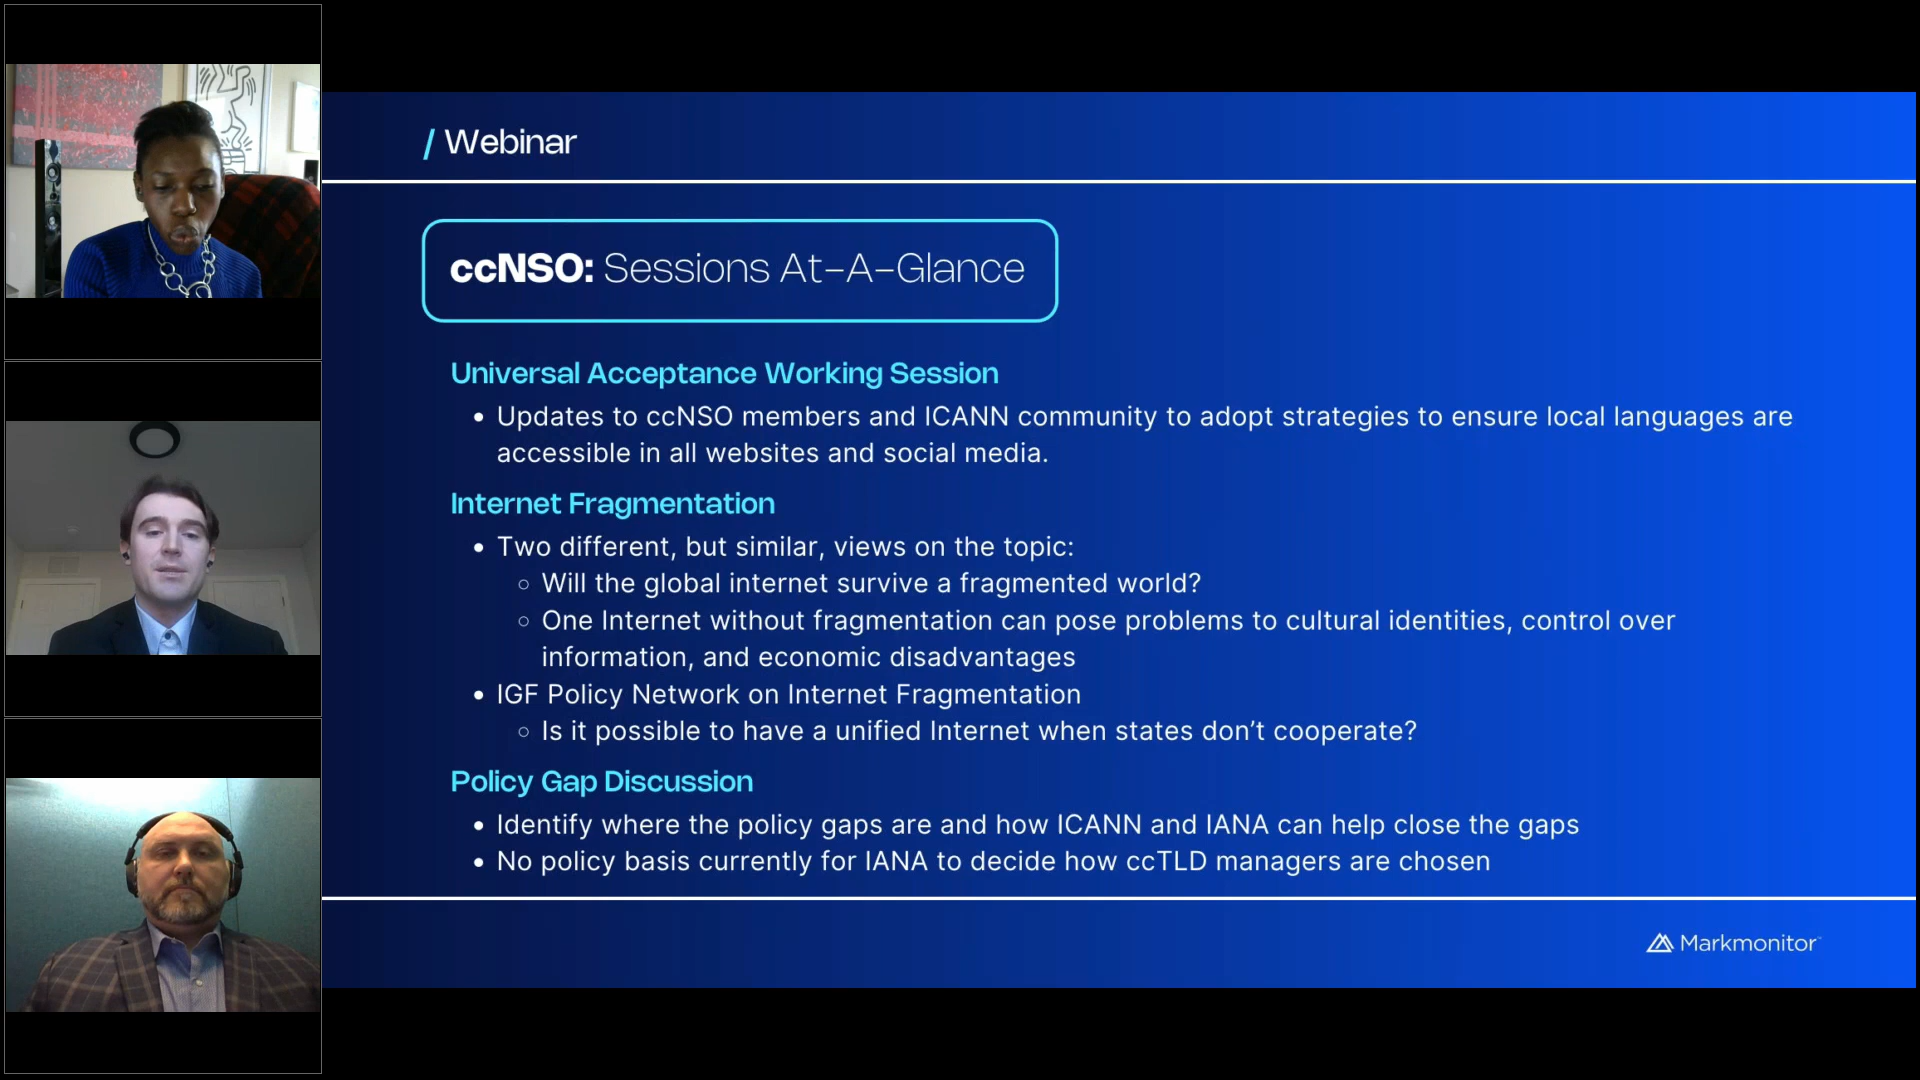 / Webinar
ccNSO: Sessions At-A-Glance
Universal Acceptance Working Session
• Updates to ccNSO members and ICANN community to adopt strategies to ensure local languages are
accessible in all websites and social media.
Internet Fragmentation
• Two different, but similar, views on the topic:
○ Will the global internet survive a fragmented world?
○ One Internet without fragmentation can pose problems to cultural identities, control over
information, and economic disadvantages
• IGF Policy Network on Internet Fragmentation
○ Is it possible to have a unified Internet when states don’t cooperate?
Policy Gap Discussion
• Identify where the policy gaps are and how ICANN and IANA can help close the gaps
• No policy basis currently for IANA to decide how ccTLD managers are chosen
Markmonitor